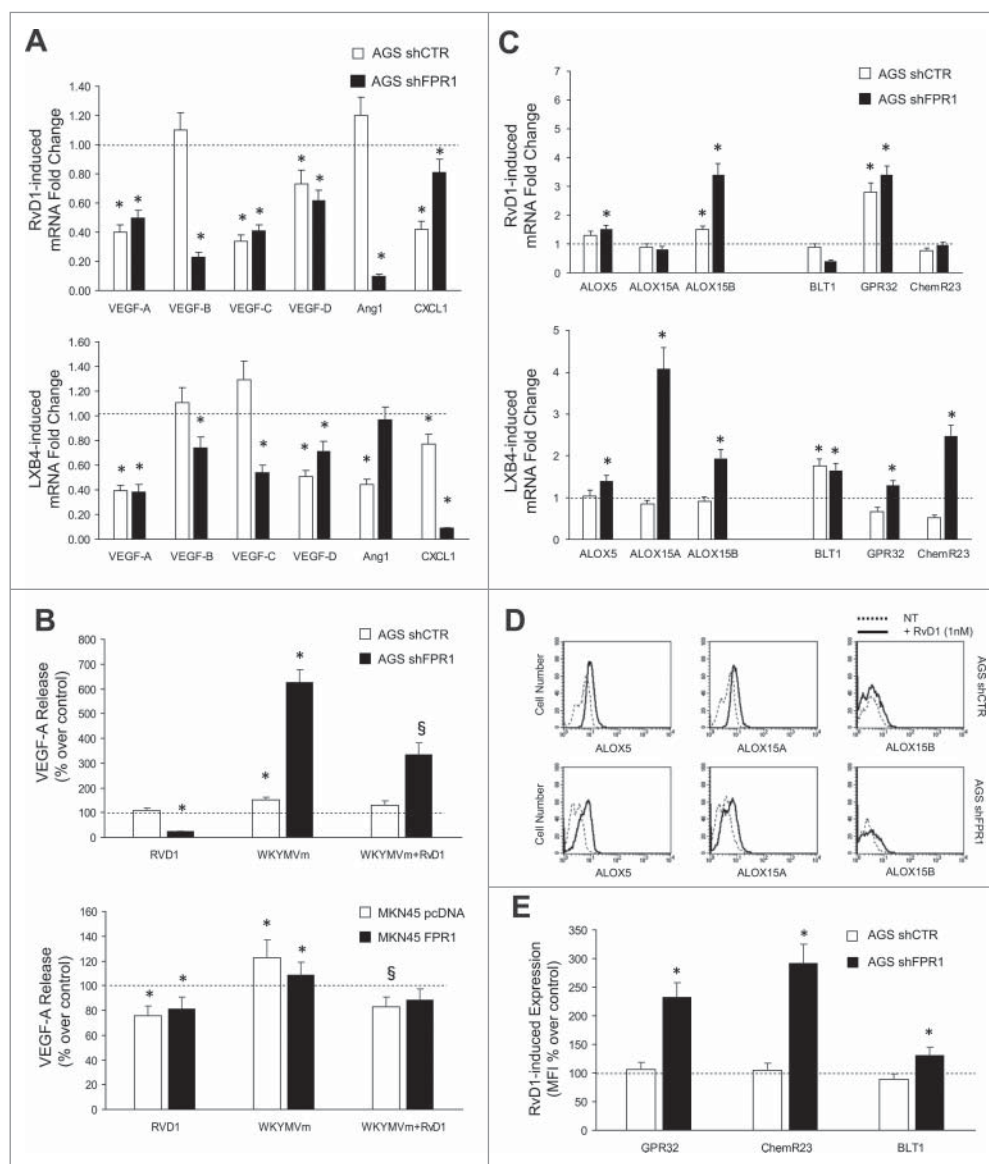 A
AGS shCTR
AGS shFPR1
RvD1-induced
mRNA Fold Change
1.40
1.20
1.00
0.80
0.60
0.40
0.20
0.00
* * * * * * * * * *
VEGF-A VEGF-B VEGF-C VEGF-D Ang1 CXCL1
LXB4-induced
mRNA Fold Change
1.40
1.20
1.00
0.80
0.60
0.40
0.20
0.00
* * * * * * * * *
VEGF-A VEGF-B VEGF-C VEGF-D Ang1 CXCL1
B
AGS shCTR
AGS shFPR1
VEGF-A Release
(% over control)
800
700
600
500
400
300
200
100
0
* * * §
RVD1 WKYMVm WKYMVm+RvD1
MKN45 pcDNA
MKN45 FPR1
VEGF-A Release
(% over control)
160
140
120
100
80
60
40
20
0
* * * * §
RVD1 WKYMVm WKYMVm+RvD1
C
AGS shCTR
AGS shFPR1
RvD1-induced
mRNA Fold Change
7
6
5
4
3
2
1
0
* * * * *
ALOX5 ALOX15A ALOX15B BLT1 GPR32 ChemR23
LXB4-induced
mRNA Fold Change
5
4
3
2
1
0
* * * * * * *
ALOX5 ALOX15A ALOX15B BLT1 GPR32 ChemR23
D
NT
+ RvD1 (1nM)
Cell Number
ALOX5 ALOX15A ALOX15B
AGS shCTR
Cell Number
ALOX5 ALOX15A ALOX15B
AGS shFPR1
E
AGS shCTR
AGS shFPR1
RvD1-induced Expression
(MFI % over control)
350
300
250
200
150
100
50
0
* * *
GPR32 ChemR23 BLT1